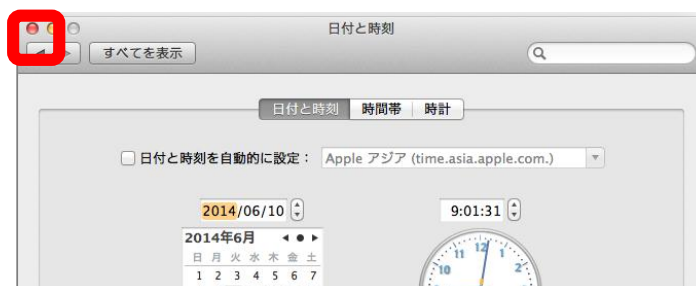 日付と時刻
すべてを表示
日付と時刻 時間帯 時計
日付と時刻を自動的に設定： Apple アジア (time.asia.apple.com.)
2014/06/10 9:01:31
2014年6月
日 月 火 水 木 金 土
1 2 3 4 5 6 7
11 12 1
10 2